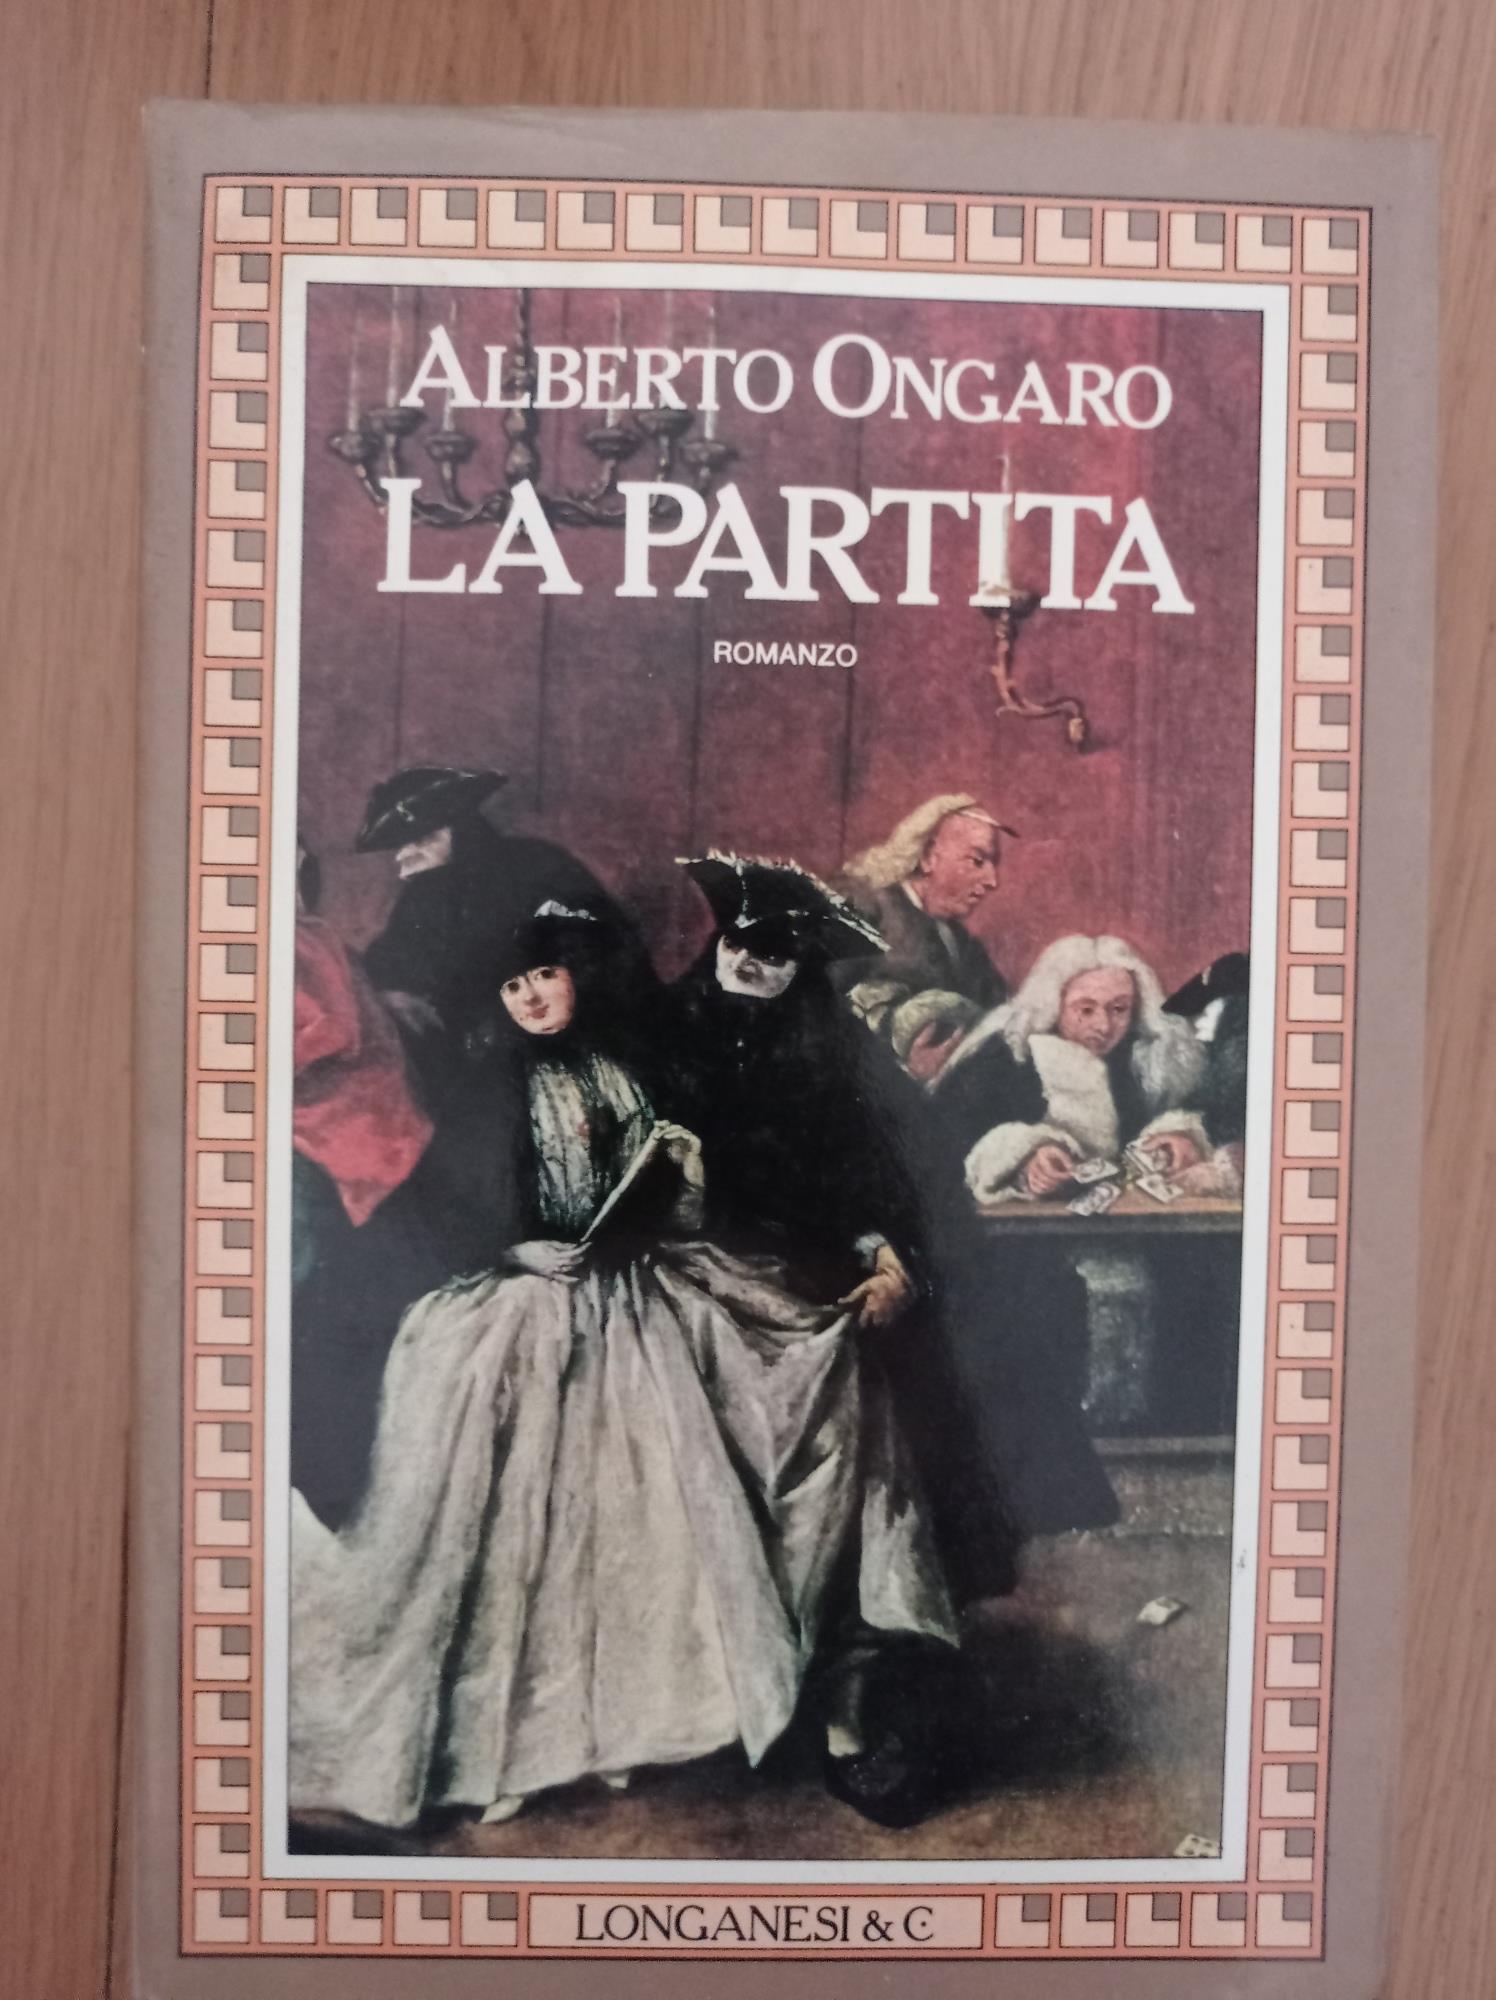 ALBERTO ONGARO
LA PARTITA
ROMANZO
LONGANESI & C.